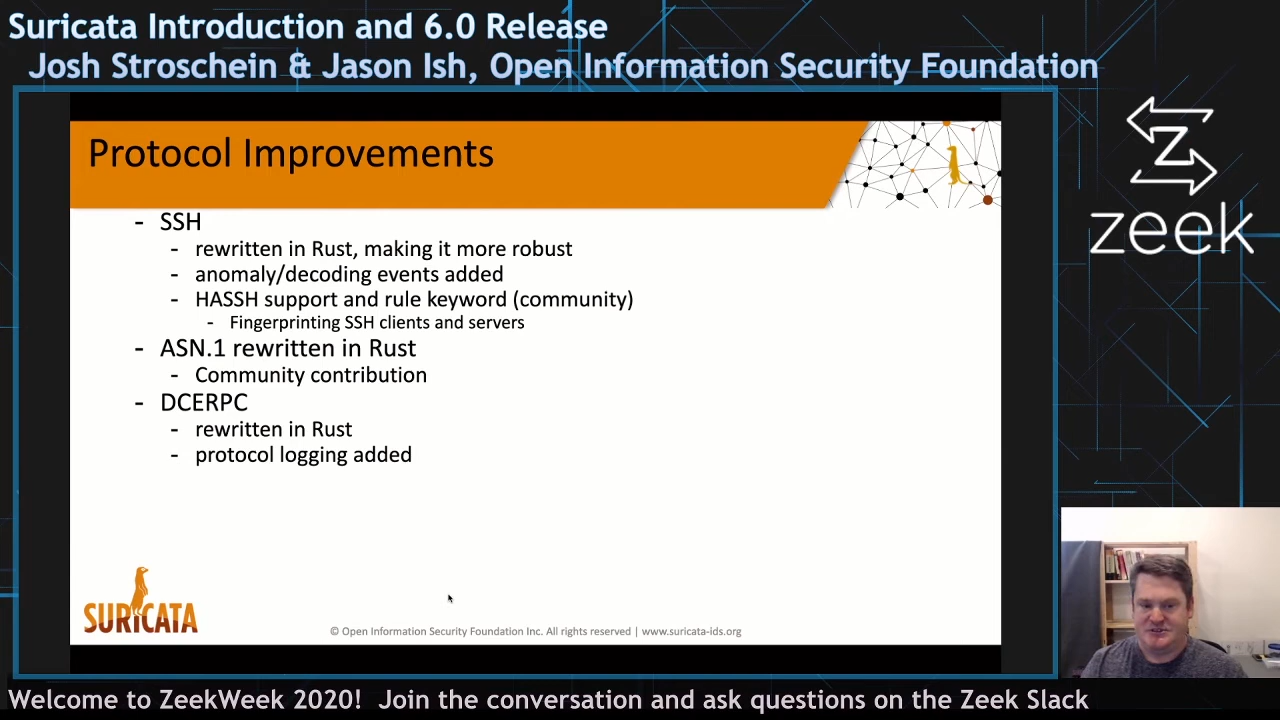 Suricata Introduction and 6.0 Release
Josh Stroschein & Jason Ish, Open Information Security Foundation
Protocol Improvements
- SSH
- rewritten in Rust, making it more robust
- anomaly/decoding events added
- HASSH support and rule keyword (community)
- Fingerprinting SSH clients and servers
- ASN.1 rewritten in Rust
- Community contribution
- DCERPC
- rewritten in Rust
- protocol logging added
SURICATA
© Open Information Security Foundation Inc. All rights reserved | www.suricata-ids.org
Z
zeek
Welcome to ZeekWeek 2020! Join the conversation and ask questions on the Zeek Slack